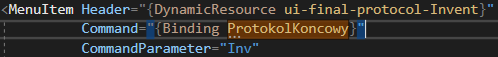 <MenuItem Header="{DynamicResource ui-final-protocol-Invent}"
Command="{Binding ProtokolKoncowy}"
CommandParameter="Inv"